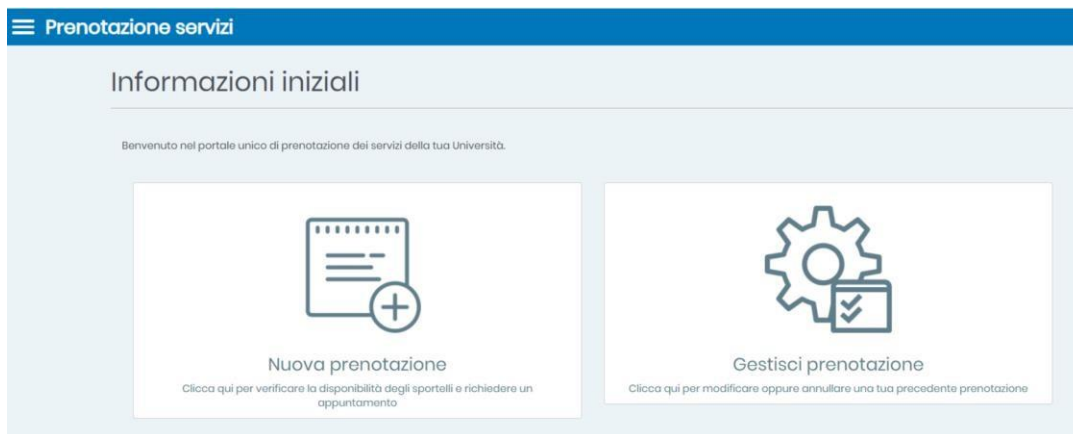 Prenotazione servizi
Informazioni iniziali
Benvenuto nel portale unico di prenotazione dei servizi della tua Università.
Nuova prenotazione
Clicca qui per verificare la disponibilità degli sportelli e richiedere un
appuntamento
Gestisci prenotazione
Clicca qui per modificare oppure annullare una tua precedente prenotazione